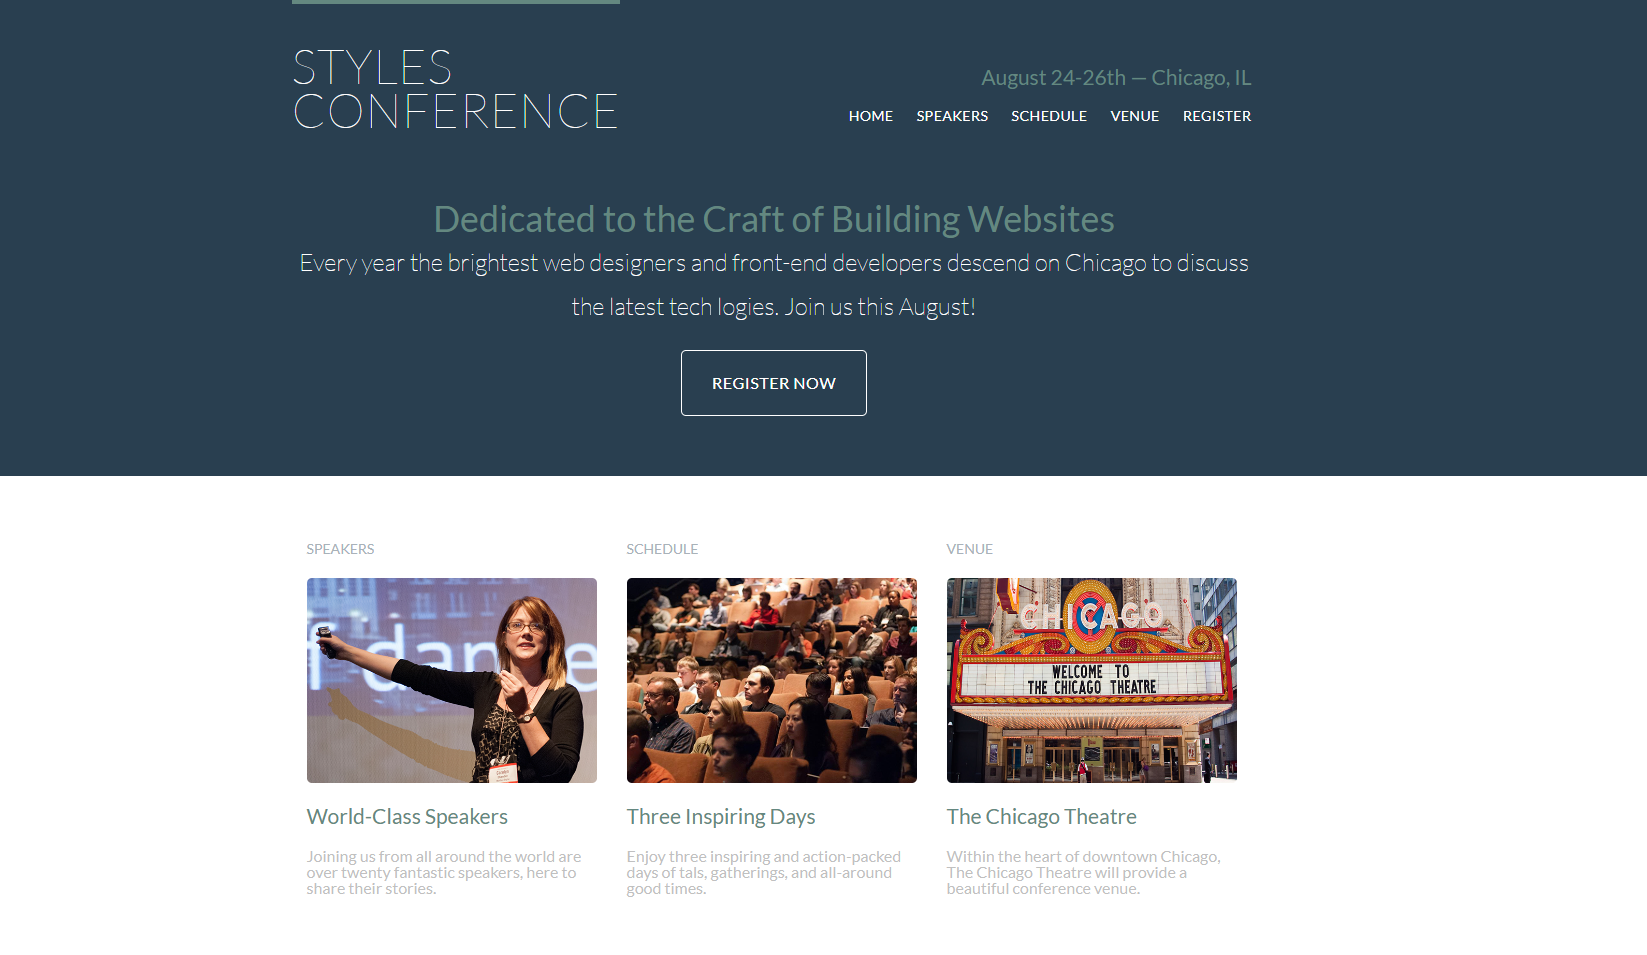 STYLES
CONFERENCE
August 24-26th — Chicago, IL
HOME SPEAKERS SCHEDULE VENUE REGISTER
Dedicated to the Craft of Building Websites
Every year the brightest web designers and front-end developers descend on Chicago to discuss
the latest tech logies. Join us this August!
REGISTER NOW
SPEAKERS
SCHEDULE
VENUE
f dan e
CHICAGO
WELCOME TO
THE CHICAGO THEATRE
World-Class Speakers
Joining us from all around the world are
over twenty fantastic speakers, here to
share their stories.
Three Inspiring Days
Enjoy three inspiring and action-packed
days of tals, gatherings, and all-around
good times.
The Chicago Theatre
Within the heart of downtown Chicago,
The Chicago Theatre will provide a
beautiful conference venue.